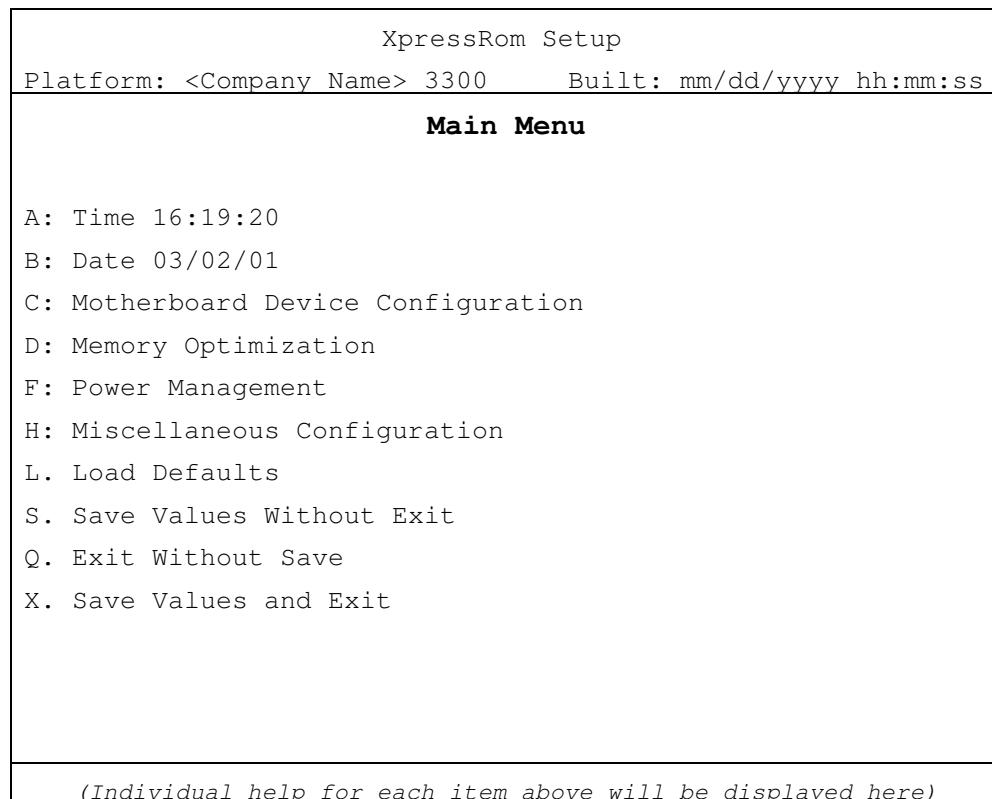 XpressRom Setup
Platform: <Company Name> 3300 Built: mm/dd/yyyy hh:mm:ss
Main Menu
A: Time 16:19:20
B: Date 03/02/01
C: Motherboard Device Configuration
D: Memory Optimization
F: Power Management
H: Miscellaneous Configuration
L. Load Defaults
S. Save Values Without Exit
Q. Exit Without Save
X. Save Values and Exit
(Individual help for each item above will be displayed here)